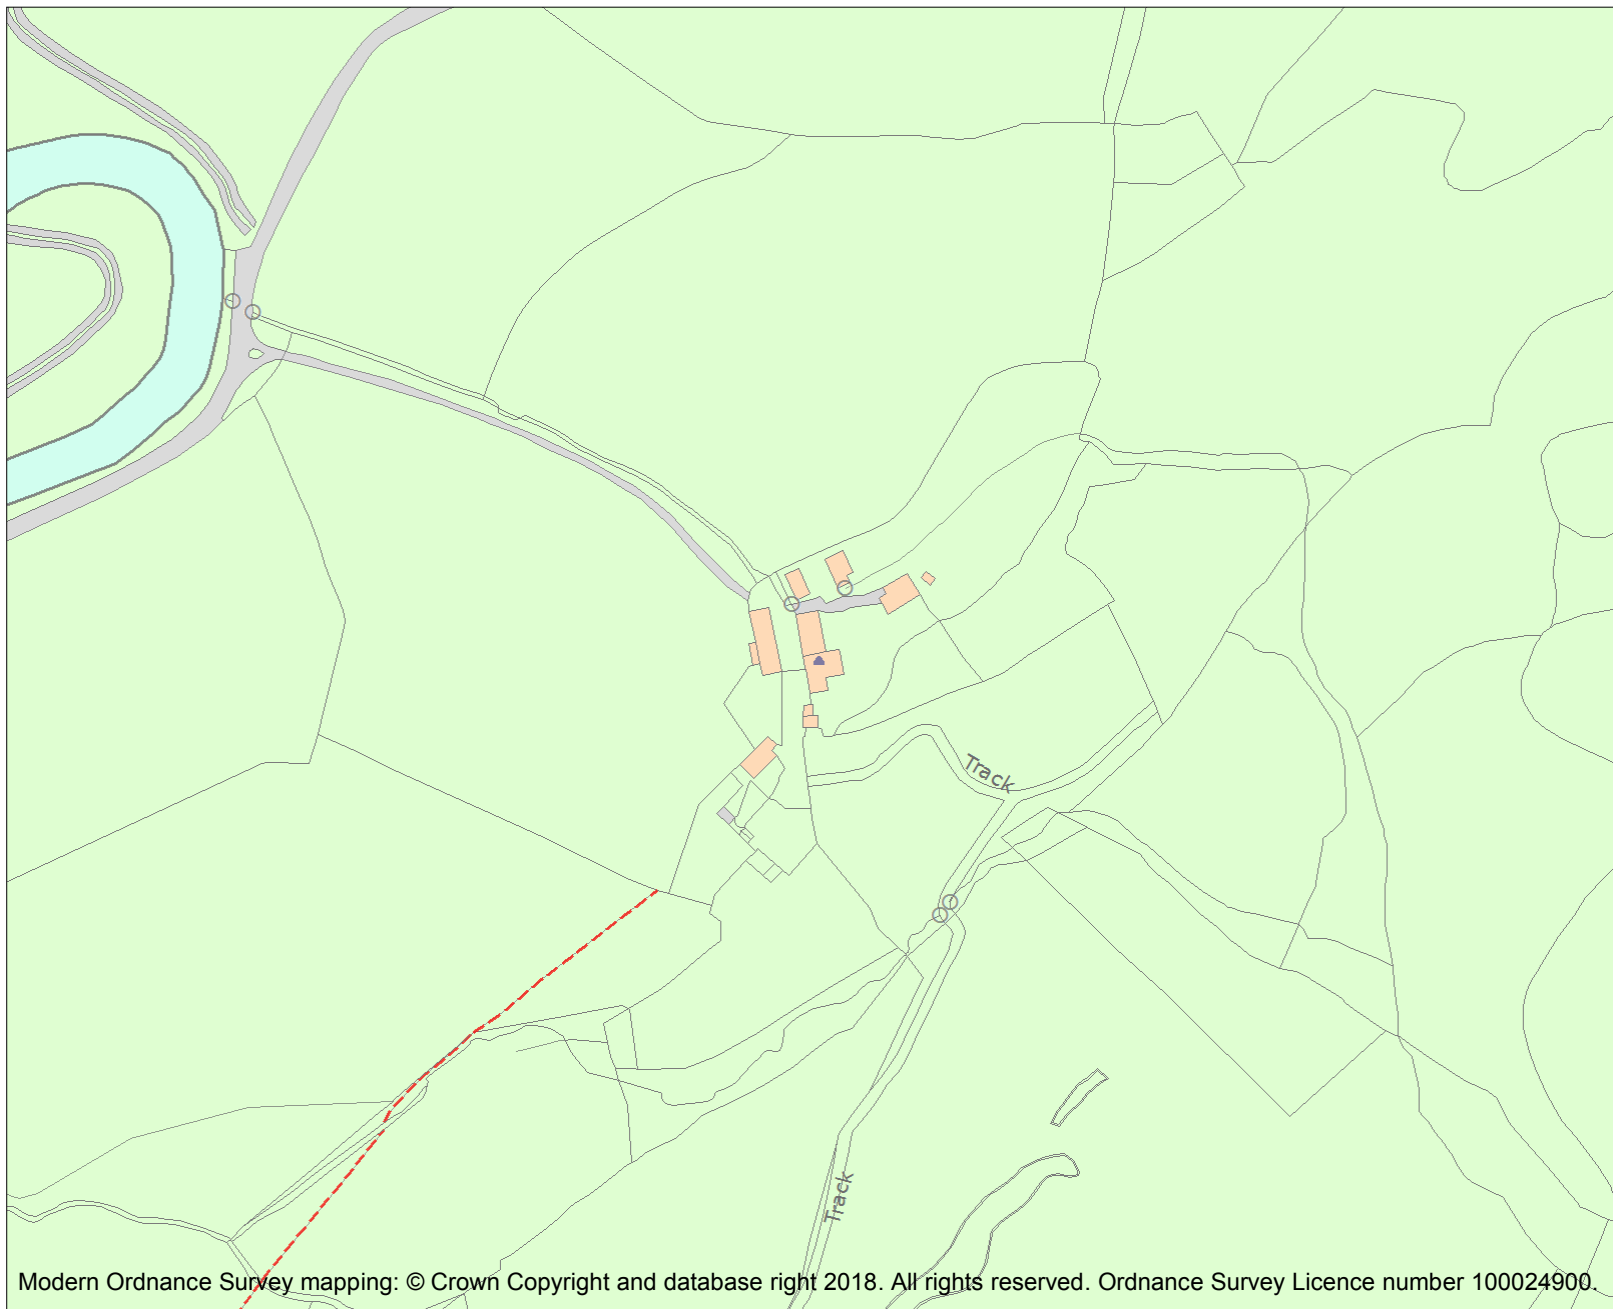 Track
Track
Modern Ordnance Survey mapping: © Crown Copyright and database right 2018. All rights reserved. Ordnance Survey Licence number 100024900.